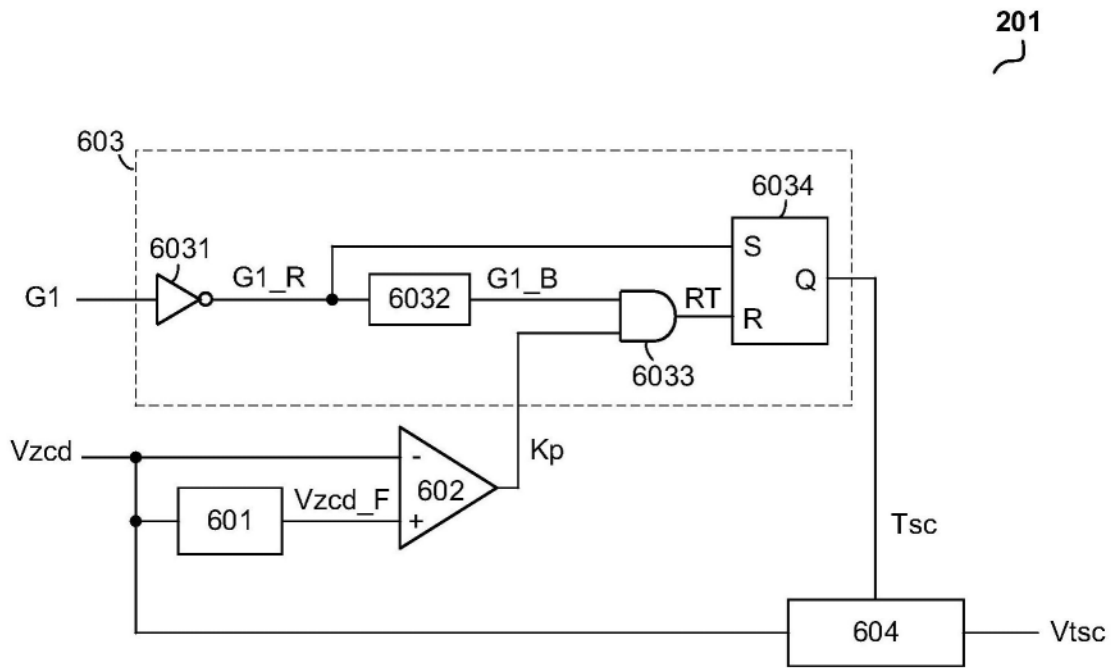 201
603
6034
6031
S
G1_R
G1_B
Q
G1
6032
RT
R
6033
Vzcd
-
Kp
602
Vzcd_F
601
+
Tsc
604
Vtsc